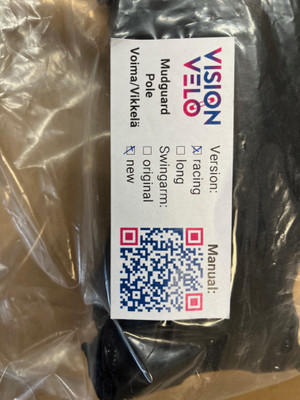 VISION
VELO
Mudguard
Pole
Voima/Vikkelä
Version:
☒ racing
☐ long
Swingarm:
☐ original
☒ new
Manual: